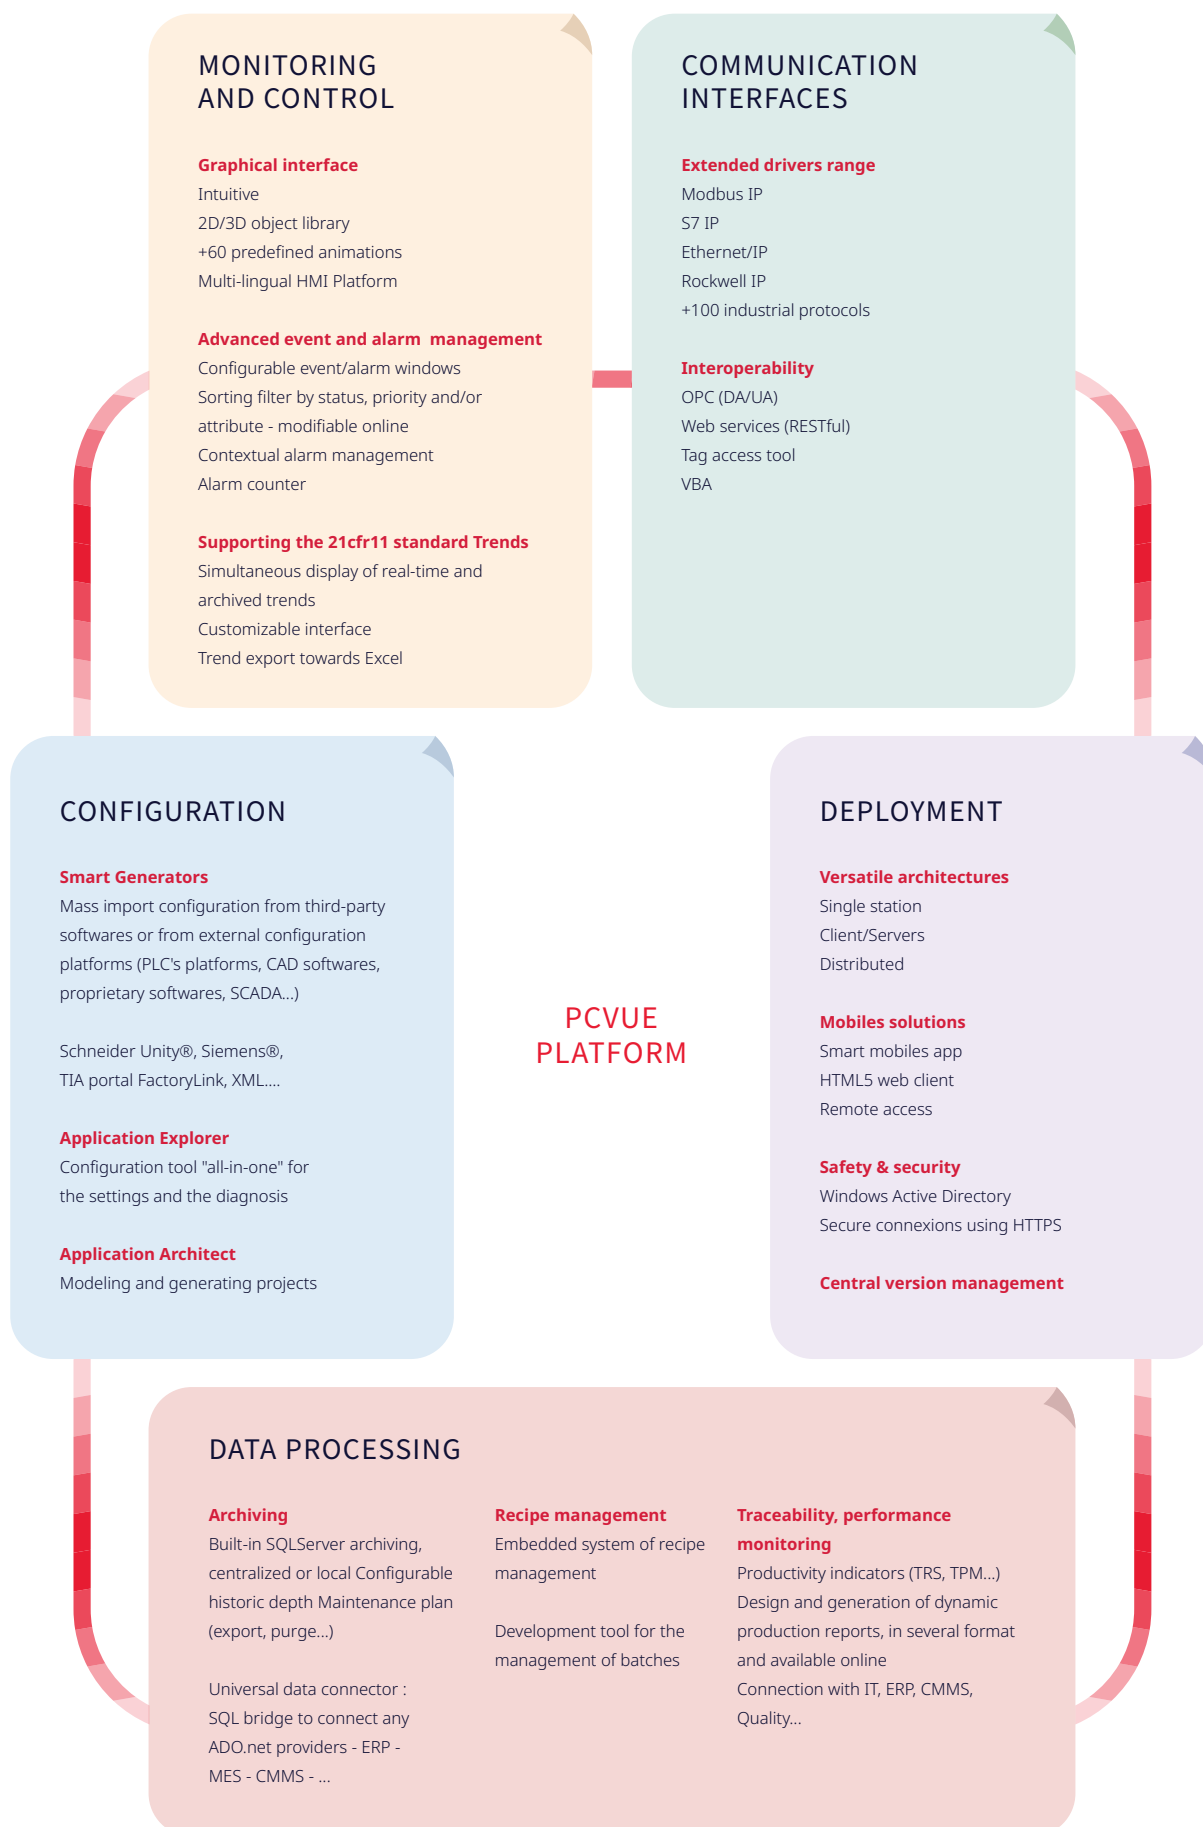 MONITORING
AND CONTROL
Graphical interface
Intuitive
2D/3D object library
+60 predefined animations
Multi-lingual HMI Platform
Advanced event and alarm  management
Configurable event/alarm windows
Sorting filter by status, priority and/or
attribute - modifiable online
Contextual alarm management
Alarm counter
Supporting the 21cfr11 standard Trends
Simultaneous display of real-time and
archived trends
Customizable interface
Trend export towards Excel
COMMUNICATION
INTERFACES
Extended drivers range
Modbus IP
S7 IP
Ethernet/IP
Rockwell IP
+100 industrial protocols
Interoperability
OPC (DA/UA)
Web services (RESTful)
Tag access tool
VBA
CONFIGURATION
Smart Generators
Mass import configuration from third-party
softwares or from external configuration
platforms (PLC's platforms, CAD softwares,
proprietary softwares, SCADA...)
Schneider Unity®, Siemens®,
TIA portal FactoryLink, XML....
Application Explorer
Configuration tool "all-in-one" for
the settings and the diagnosis
Application Architect
Modeling and generating projects
PCVUE
PLATFORM
DEPLOYMENT
Versatile architectures
Single station
Client/Servers
Distributed
Mobiles solutions
Smart mobiles app
HTML5 web client
Remote access
Safety & security
Windows Active Directory
Secure connexions using HTTPS
Central version management
DATA PROCESSING
Archiving
Built-in SQLServer archiving,
centralized or local Configurable
historic depth Maintenance plan
(export, purge...)
Universal data connector :
SQL bridge to connect any
ADO.net providers - ERP -
MES - CMMS - ...
Recipe management
Embedded system of recipe
management
Development tool for the
management of batches
Traceability, performance
monitoring
Productivity indicators (TRS, TPM...)
Design and generation of dynamic
production reports, in several format
and available online
Connection with IT, ERP, CMMS,
Quality...